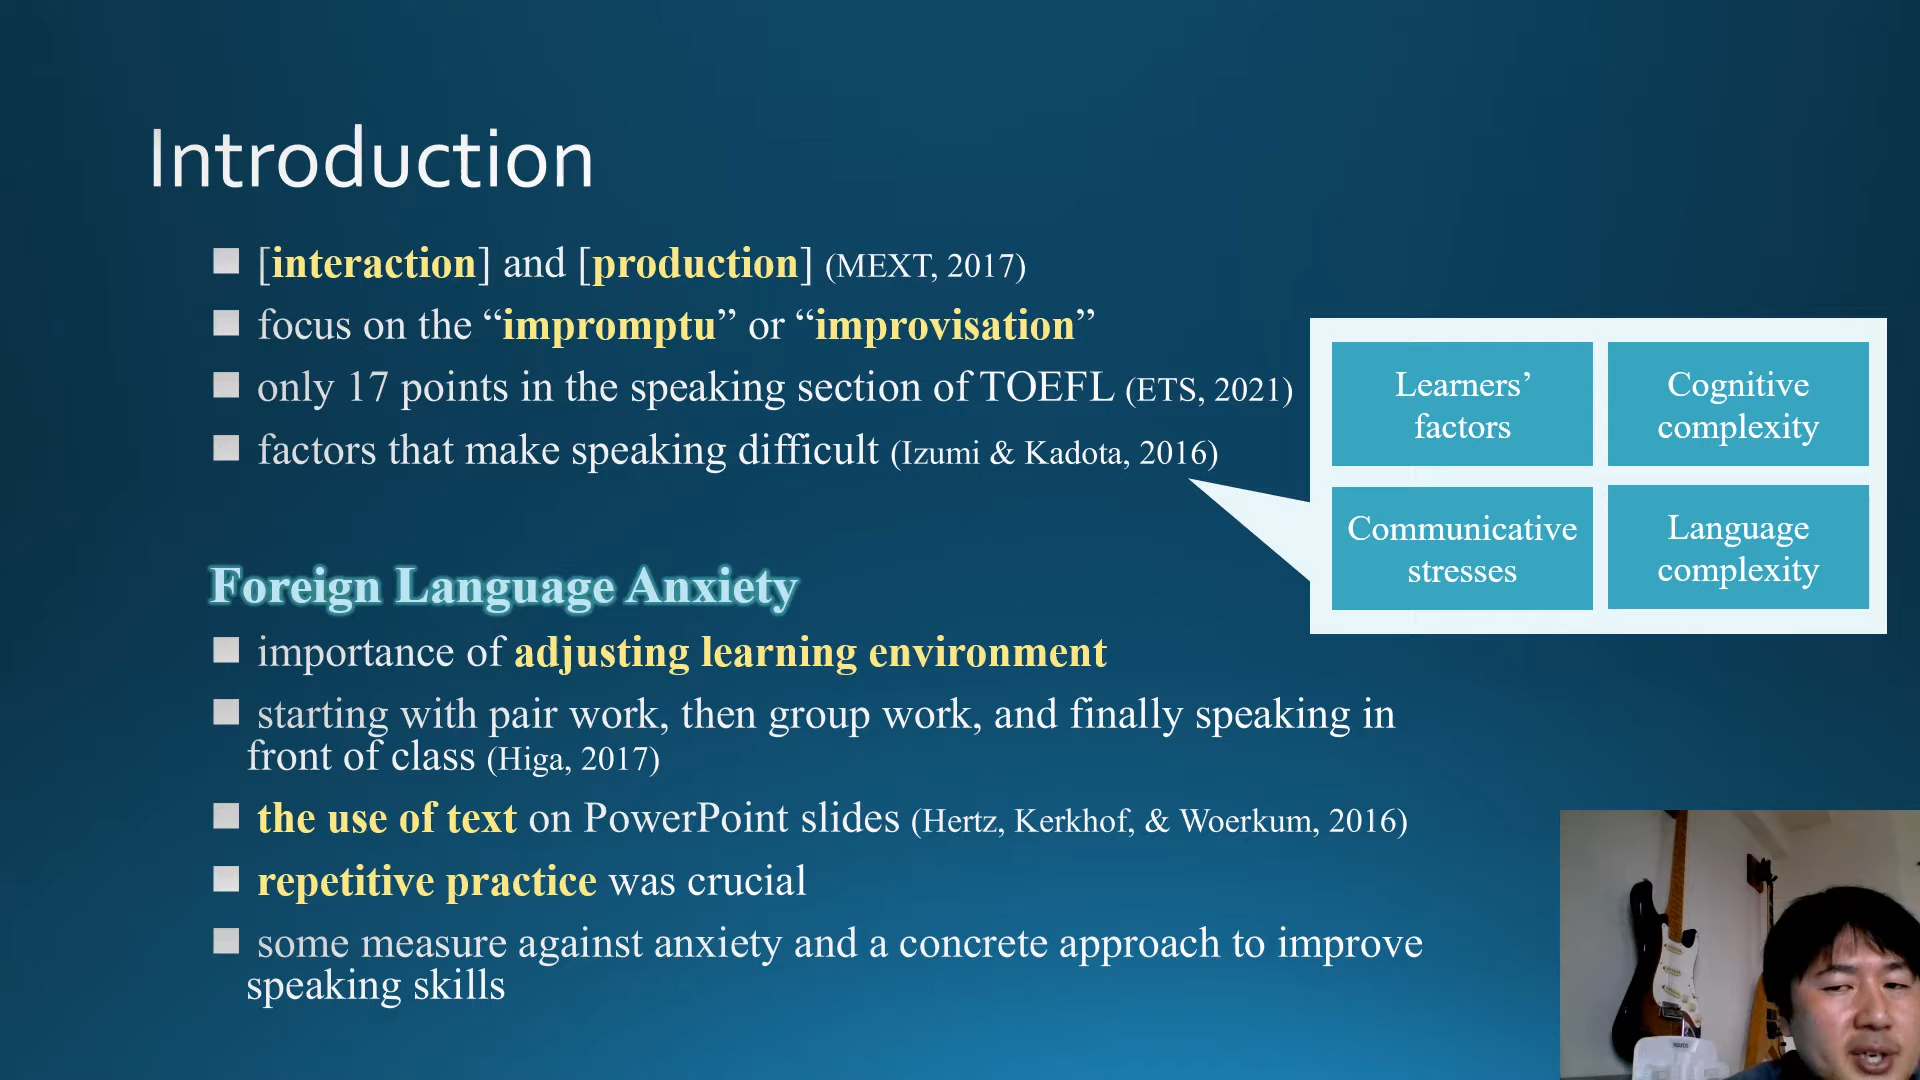 Introduction
[interaction] and [production] (MEXT, 2017)
focus on the “impromptu” or “improvisation”
only 17 points in the speaking section of TOEFL (ETS, 2021)
factors that make speaking difficult (Izumi & Kadota, 2016)
Learners’
factors
Cognitive
complexity
Communicative
stresses
Language
complexity
Foreign Language Anxiety
importance of adjusting learning environment
starting with pair work, then group work, and finally speaking in
front of class (Higa, 2017)
the use of text on PowerPoint slides (Hertz, Kerkhof, & Woerkum, 2016)
repetitive practice was crucial
some measure against anxiety and a concrete approach to improve
speaking skills